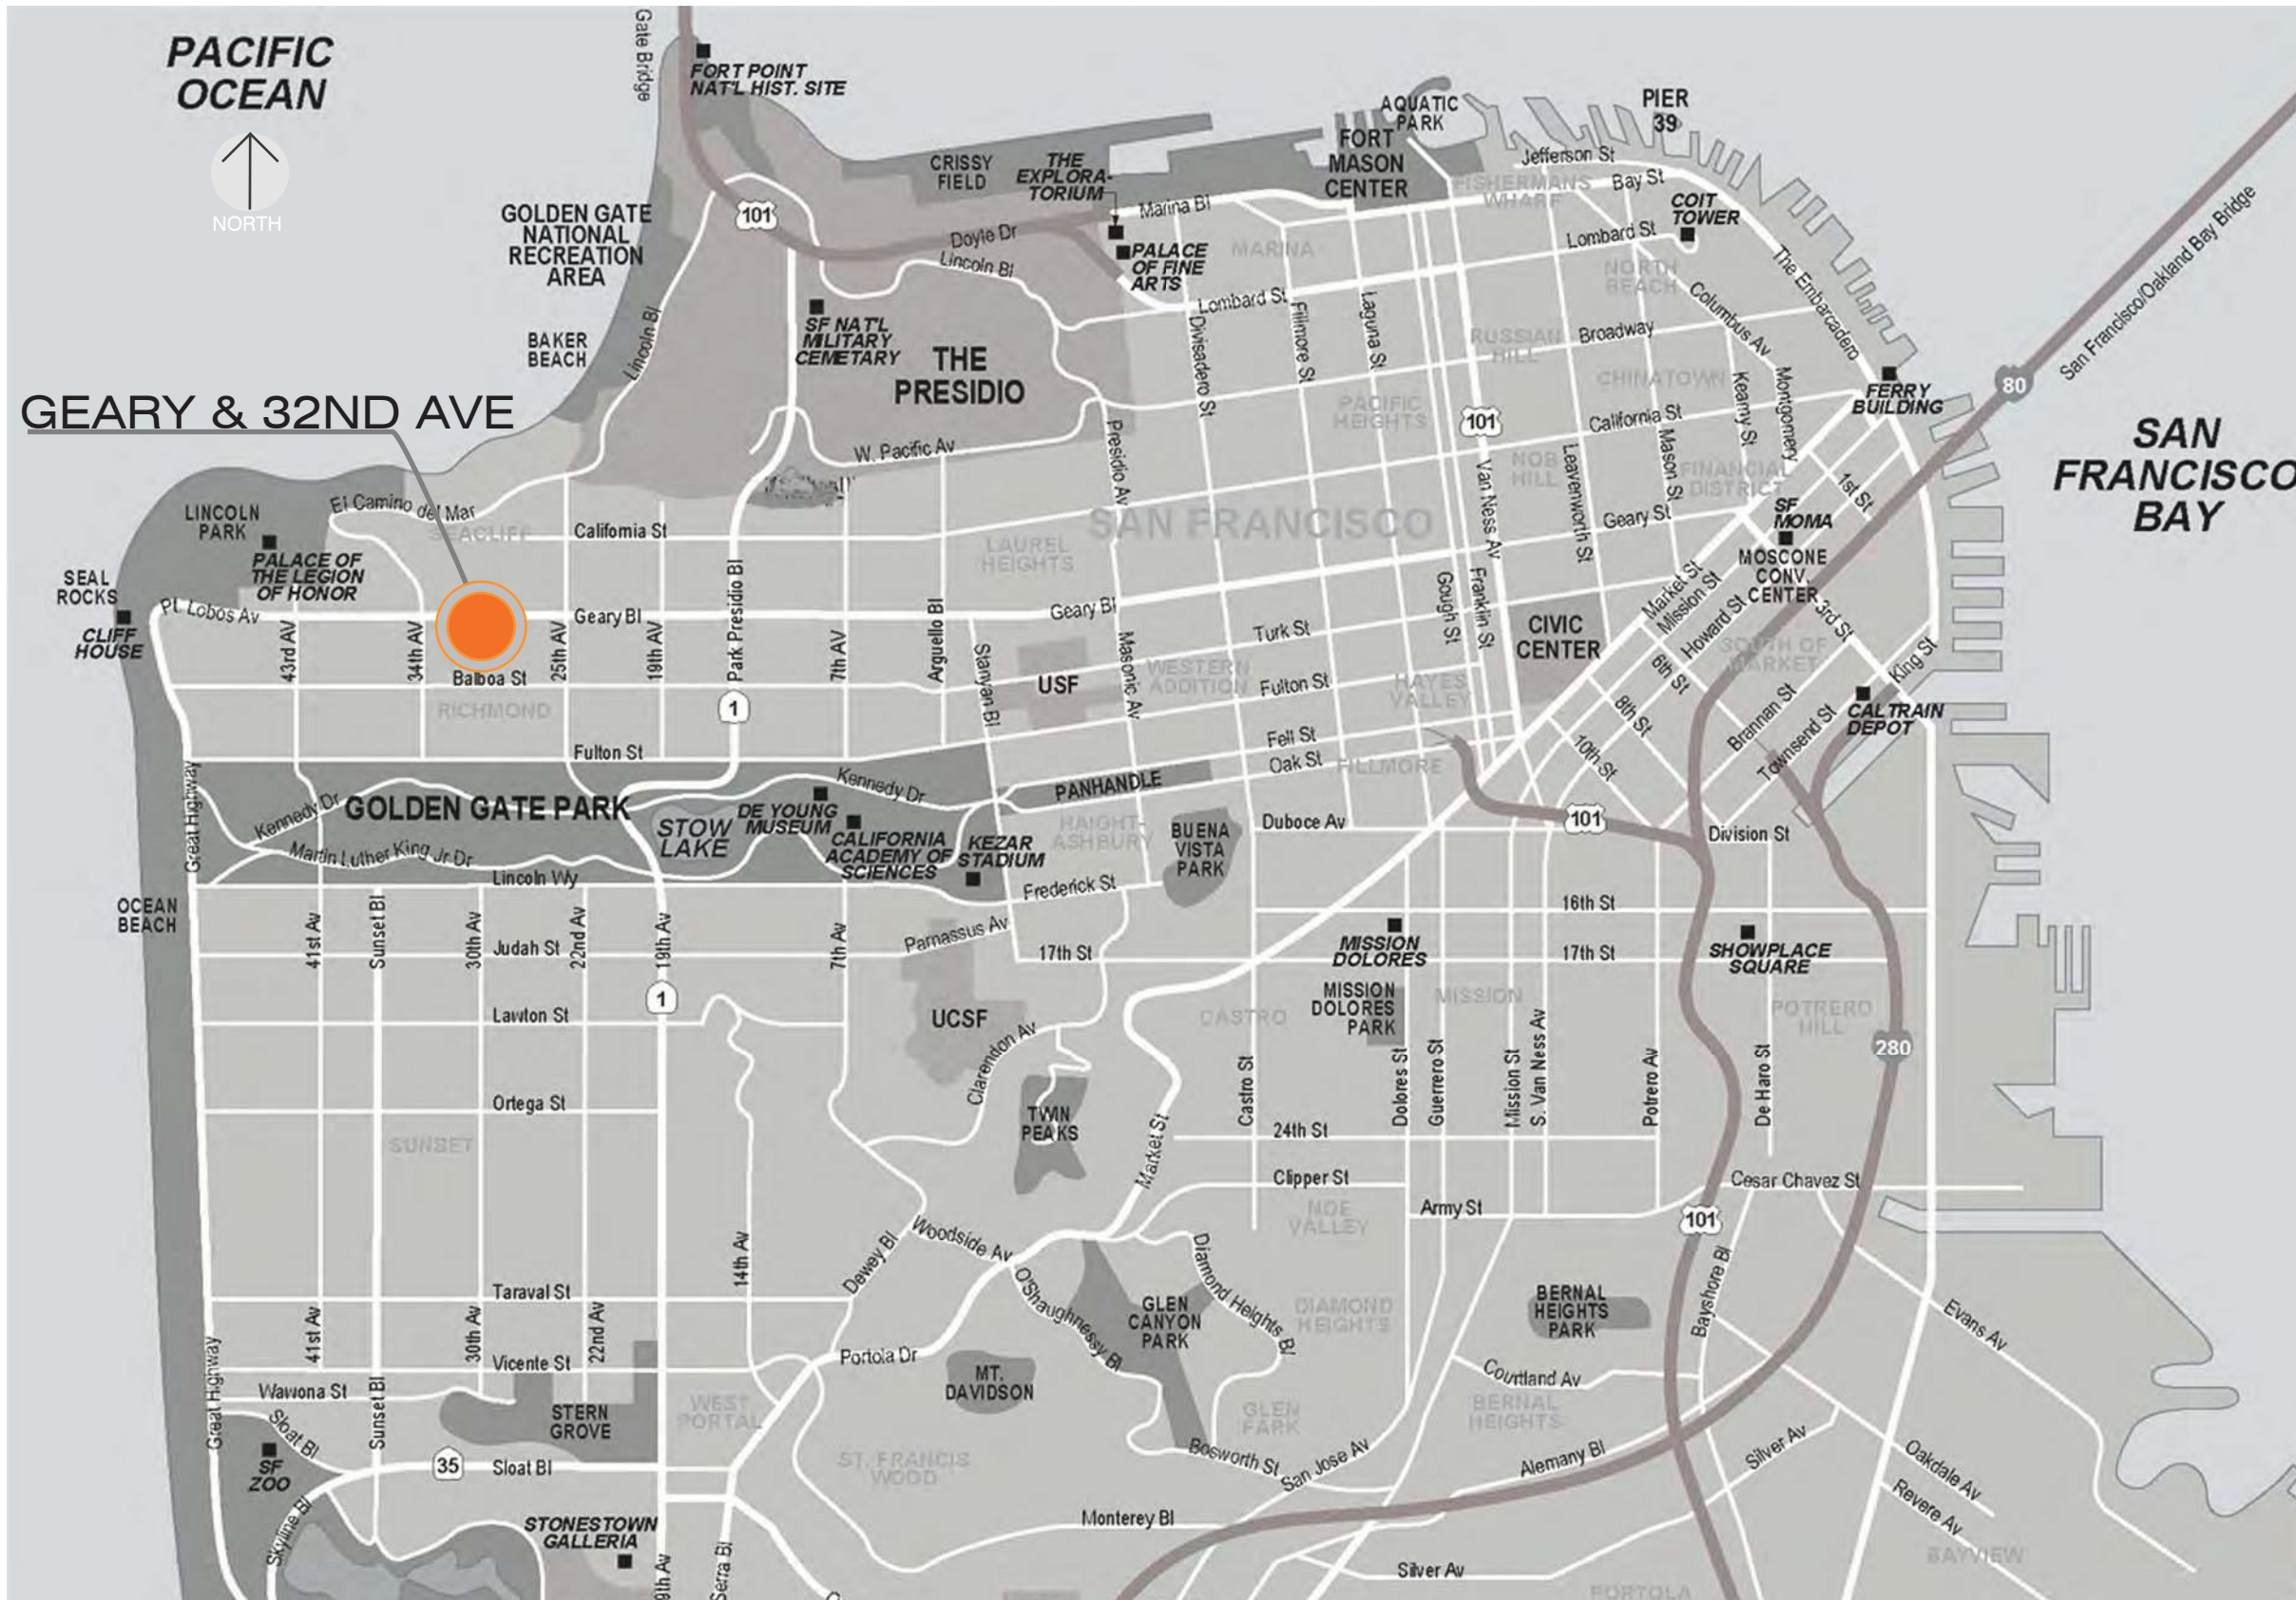 PACIFIC
OCEAN
NORTH
Gate Bridge
FORT POINT
NAT'L HIST. SITE
GOLDEN GATE
NATIONAL
RECREATION
AREA
BAKER
BEACH
Lincoln Bl
101
CRISSY
FIELD
THE
EXPLORA-
TORIUM
Marina Bl
Doyle Dr
Lincoln Bl
PALACE
OF FINE
ARTS
MARINA
FORT
MASON
CENTER
AQUATIC
PARK
PIER
39
Jefferson St
FISHERMANS
WHARF
Bay St
COIT
TOWER
Lombard St
NORTH
BEACH
The Embarcadero
Columbus Av
San Francisco/Oakland Bay Bridge
80
SF NAT'L
MILITARY
CEMETARY
THE
PRESIDIO
Lombard St
Divisadero St
Fillmore St
Laguna St
RUSSIAN
HILL
Broadway
CHINATOWN
PACIFIC
HEIGHTS
101
California St
Kearny St
Montgomery
FERRY
BUILDING
SAN
FRANCISCO
BAY
GEARY & 32ND AVE
W. Pacific Av
Presidio Av
Van Ness Av
NOB
HILL
Leavenworth St
Mason St
FINANCIAL
DISTRICT
1st St
LINCOLN
PARK
El Camino del Mar
SEACLIFF
California St
SAN FRANCISCO
LAUREL
HEIGHTS
Geary St
SF
MOMA
MOSCONE
CONV.
CENTER
PALACE OF
THE LEGION
OF HONOR
SEAL
ROCKS
CLIFF
HOUSE
Pt. Lobos Av
Geary Bl
Geary Bl
43rd AV
34th AV
25th AV
19th AV
Park Presidio Bl
7th AV
Arguello Bl
Stanyan Bl
Masonic Av
Balboa St
RICHMOND
1
USF
Turk St
WESTERN
ADDITION
Fulton St
HAYES
VALLEY
Gough St
Franklin St
CIVIC
CENTER
Market St
Mission St
Howard St
3rd St
SOUTH OF
MARKET
6th St
8th St
10th St
King St
Brannan St
Townsend St
CALTRAIN
DEPOT
Fulton St
Fell St
Oak St
FILLMORE
Great Highway
Kennedy Dr
GOLDEN GATE PARK
STOW
LAKE
DE YOUNG
MUSEUM
Kennedy Dr
CALIFORNIA
ACADEMY OF
SCIENCES
KEZAR
STADIUM
PANHANDLE
HAIGHT-
ASHBURY
BUENA
VISTA
PARK
Duboce Av
101
Division St
Martin Luther King Jr Dr
Lincoln Wy
Frederick St
OCEAN
BEACH
41st Av
Sunset Bl
30th Av
22nd Av
19th Av
7th Av
Judah St
Parnassus Av
17th St
16th St
MISSION
DOLORES
17th St
SHOWPLACE
SQUARE
1
Lawton St
UCSF
Clarendon Av
CASTRO
MISSION
DOLORES
PARK
MISSION
POTRERO
HILL
280
Ortega St
SUNSET
TWIN
PEAKS
Market St
Castro St
Dolores St
Guerrero St
Mission St
S. Van Ness Av
Potrero Av
De Haro St
24th St
Clipper St
Cesar Chavez St
NOE
VALLEY
Army St
101
Bayshore Bl
14th Av
Dewey Bl
Woodside Av
O'Shaughnessy Bl
Diamond Heights Bl
GLEN
CANYON
PARK
DIAMOND
HEIGHTS
BERNAL
HEIGHTS
PARK
Evans Av
Taraval St
41st Av
30th Av
22nd Av
Vicente St
Portola Dr
MT.
DAVIDSON
Courtland Av
Great Highway
Wawona St
Sunset Bl
Sloat Bl
STERN
GROVE
WEST
PORTAL
GLEN
PARK
BERNAL
HEIGHTS
SF
ZOO
35
Sloat Bl
ST. FRANCIS
WOOD
Bosworth St
San Jose Av
Alemany Bl
Silver Av
Oakdale Av
Revere Av
Skyline Bl
STONESTOWN
GALLERIA
9th Av
Serra Bl
Monterey Bl
Silver Av
BAYVIEW
PORTOLA